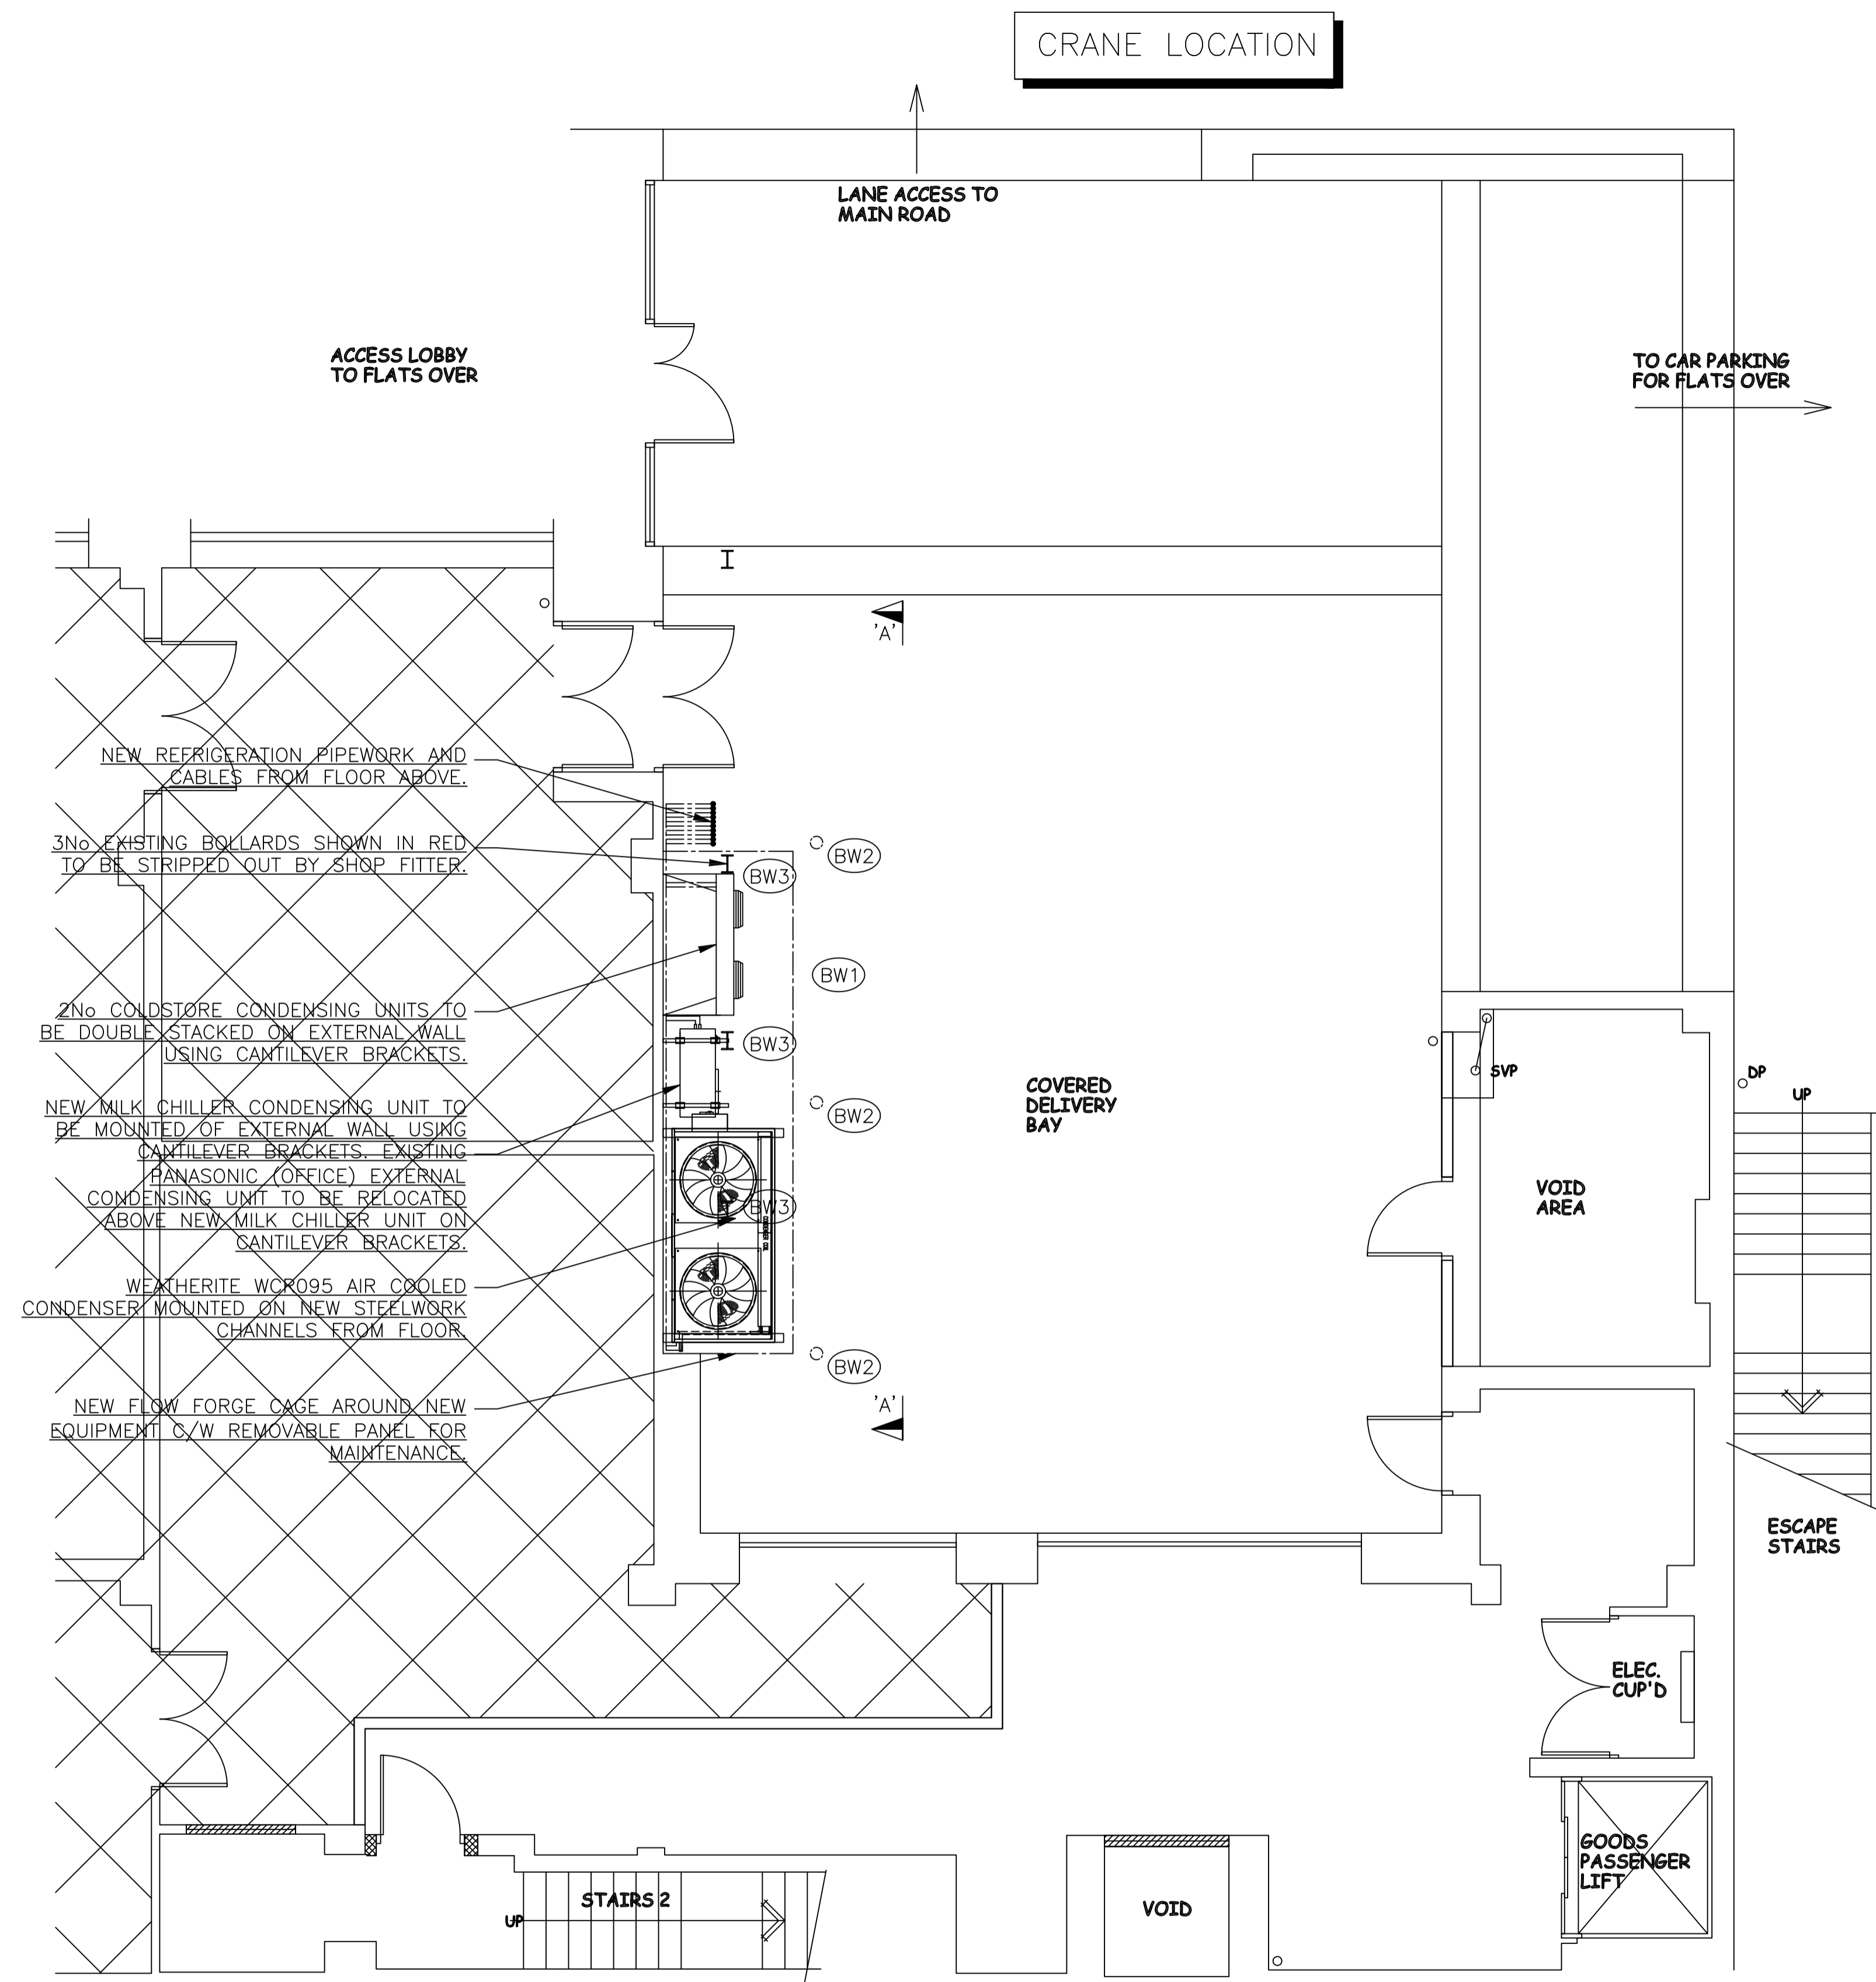 CRANE LOCATION
LANE ACCESS TO
MAIN ROAD
ACCESS LOBBY
TO FLATS OVER
TO CAR PARKING
FOR FLATS OVER
'A'
NEW REFRIGERATION PIPEWORK AND
CABLES FROM FLOOR ABOVE.
3No EXISTING BOLLARDS SHOWN IN RED
TO BE STRIPPED OUT BY SHOP FITTER.
BW2
BW3
BW1
2No COLDSTORE CONDENSING UNITS TO
BE DOUBLE STACKED ON EXTERNAL WALL
USING CANTILEVER BRACKETS.
BW3
SVP
DP
UP
COVERED
DELIVERY
BAY
NEW MILK CHILLER CONDENSING UNIT TO
BE MOUNTED OF EXTERNAL WALL USING
CANTILEVER BRACKETS. EXISTING
PANASONIC (OFFICE) EXTERNAL
CONDENSING UNIT TO BE RELOCATED
ABOVE NEW MILK CHILLER UNIT ON
CANTILEVER BRACKETS.
BW2
BW3
CONDENSER COIL
VOID
AREA
WEATHERITE WCR095 AIR COOLED
CONDENSER MOUNTED ON NEW STEELWORK
CHANNELS FROM FLOOR.
BW2
NEW FLOW FORGE CAGE AROUND NEW
EQUIPMENT C/W REMOVABLE PANEL FOR
MAINTENANCE.
'A'
ESCAPE
STAIRS
ELEC.
CUP'D
GOODS
PASSENGER
LIFT
STAIRS 2
UP
VOID